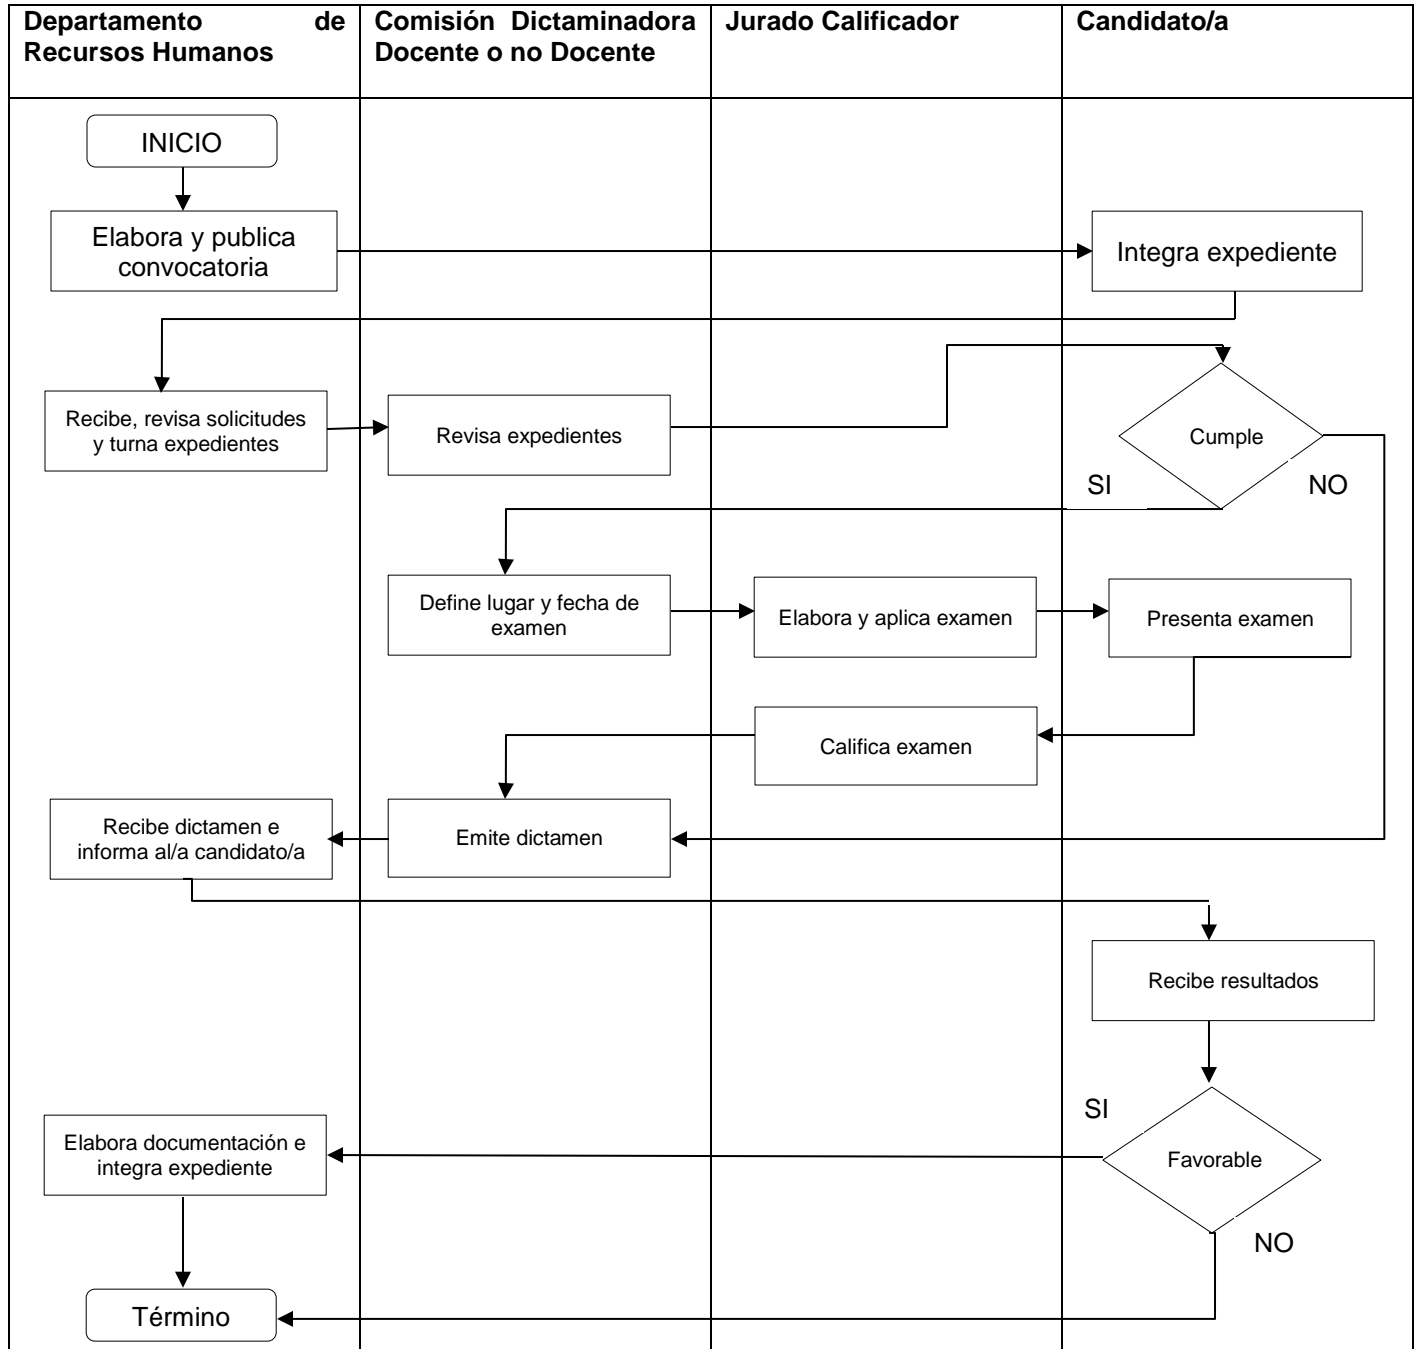 Departamento de
Recursos Humanos
Comisión Dictaminadora
Docente o no Docente
Jurado Calificador
Candidato/a
INICIO
Elabora y publica
convocatoria
Integra expediente
Recibe, revisa solicitudes
y turna expedientes
Revisa expedientes
Cumple
SI
NO
Define lugar y fecha de
examen
Elabora y aplica examen
Presenta examen
Califica examen
Recibe dictamen e
informa al/a candidato/a
Emite dictamen
Recibe resultados
SI
Elabora documentación e
integra expediente
Favorable
NO
Término